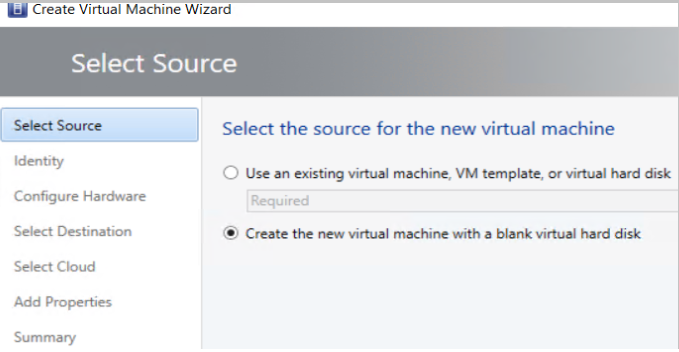 Create Virtual Machine Wizard
Select Source
Select Source
Identity
Configure Hardware
Select Destination
Select Cloud
Add Properties
Summary
Select the source for the new virtual machine
Use an existing virtual machine, VM template, or virtual hard disk
Required
Create the new virtual machine with a blank virtual hard disk